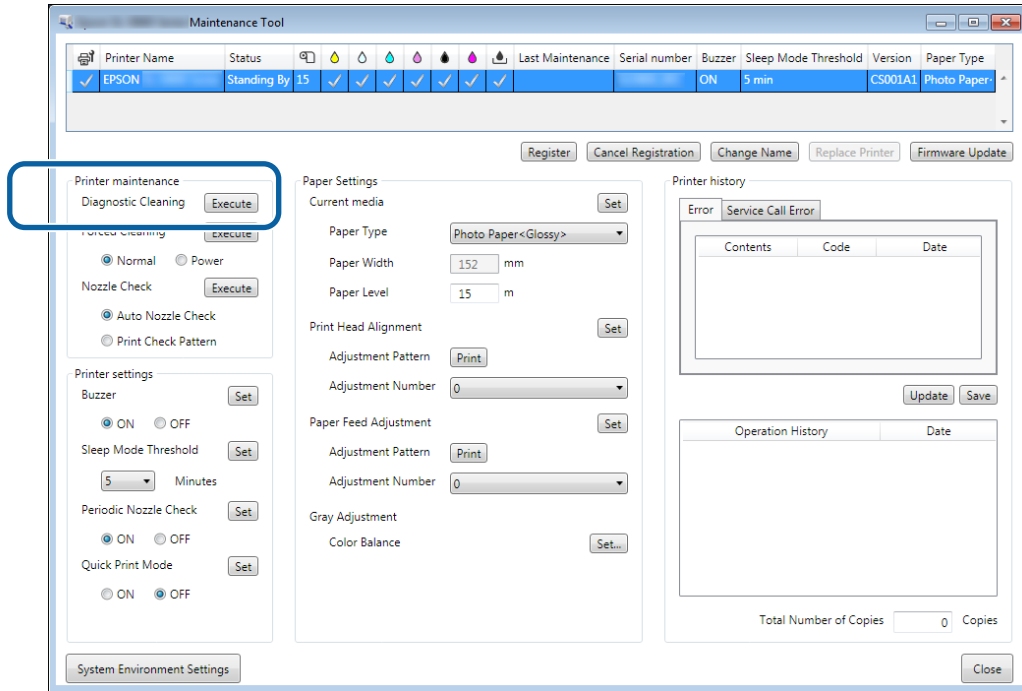 Maintenance Tool
Printer Name Status Last Maintenance Serial number Buzzer Sleep Mode Threshold Version Paper Type
EPSON Standing By 15 ON 5 min CS001A1 Photo Paper
Register Cancel Registration Change Name Replace Printer Firmware Update
Printer maintenance
Diagnostic Cleaning Execute
Forced Cleaning Execute
Normal Power
Nozzle Check Execute
Auto Nozzle Check
Print Check Pattern
Printer settings
Buzzer Set
ON OFF
Sleep Mode Threshold Set
5 Minutes
Periodic Nozzle Check Set
ON OFF
Quick Print Mode Set
ON OFF
Paper Settings
Current media Set
Paper Type Photo Paper<Glossy>
Paper Width 152 mm
Paper Level 15 m
Print Head Alignment Set
Adjustment Pattern Print
Adjustment Number 0
Paper Feed Adjustment Set
Adjustment Pattern Print
Adjustment Number 0
Gray Adjustment
Color Balance Set...
Printer history
Error Service Call Error
Contents Code Date
Update Save
Operation History Date
Total Number of Copies 0 Copies
System Environment Settings Close